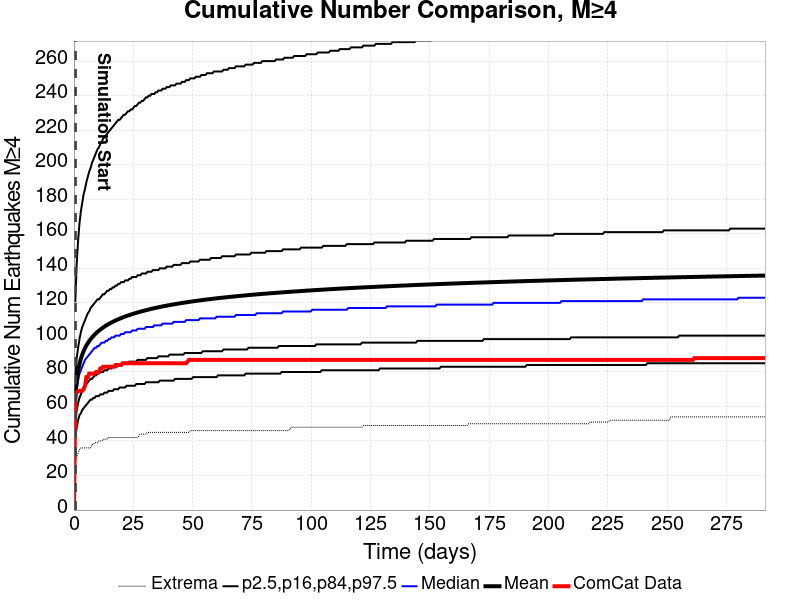 Cumulative Number Comparison, M≥4
Cumulative Num Earthquakes M≥4
260
240
220
200
180
160
140
120
100
80
60
40
20
0
Simulation Start
0 25 50 75 100 125 150 175 200 225 250 275
Time (days)
Extrema p2.5,p16,p84,p97.5 Median Mean ComCat Data